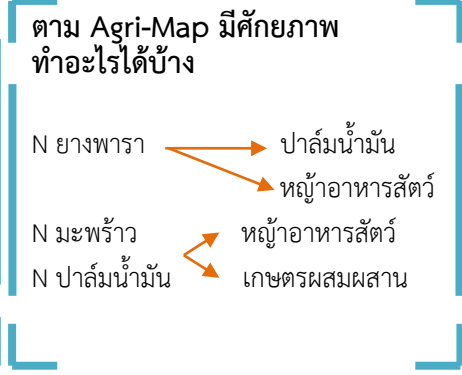 ตาม Agri-Map มีศักยภาพ
ทำอะไรได้บ้าง
N ยางพารา ปาล์มน้ำมัน
หญ้าอาหารสัตว์
N มะพร้าว หญ้าอาหารสัตว์
N ปาล์มน้ำมัน เกษตรผสมผสาน